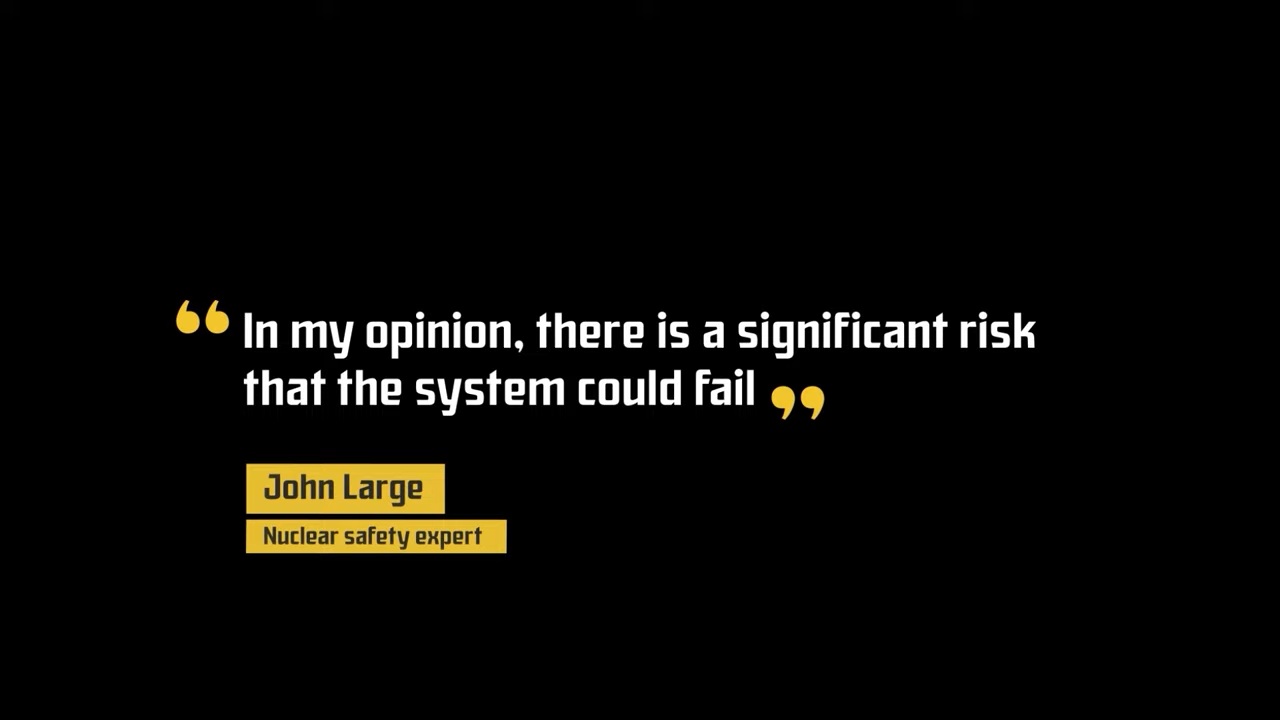 “In my opinion, there is a significant risk
that the system could fail”
John Large
Nuclear safety expert